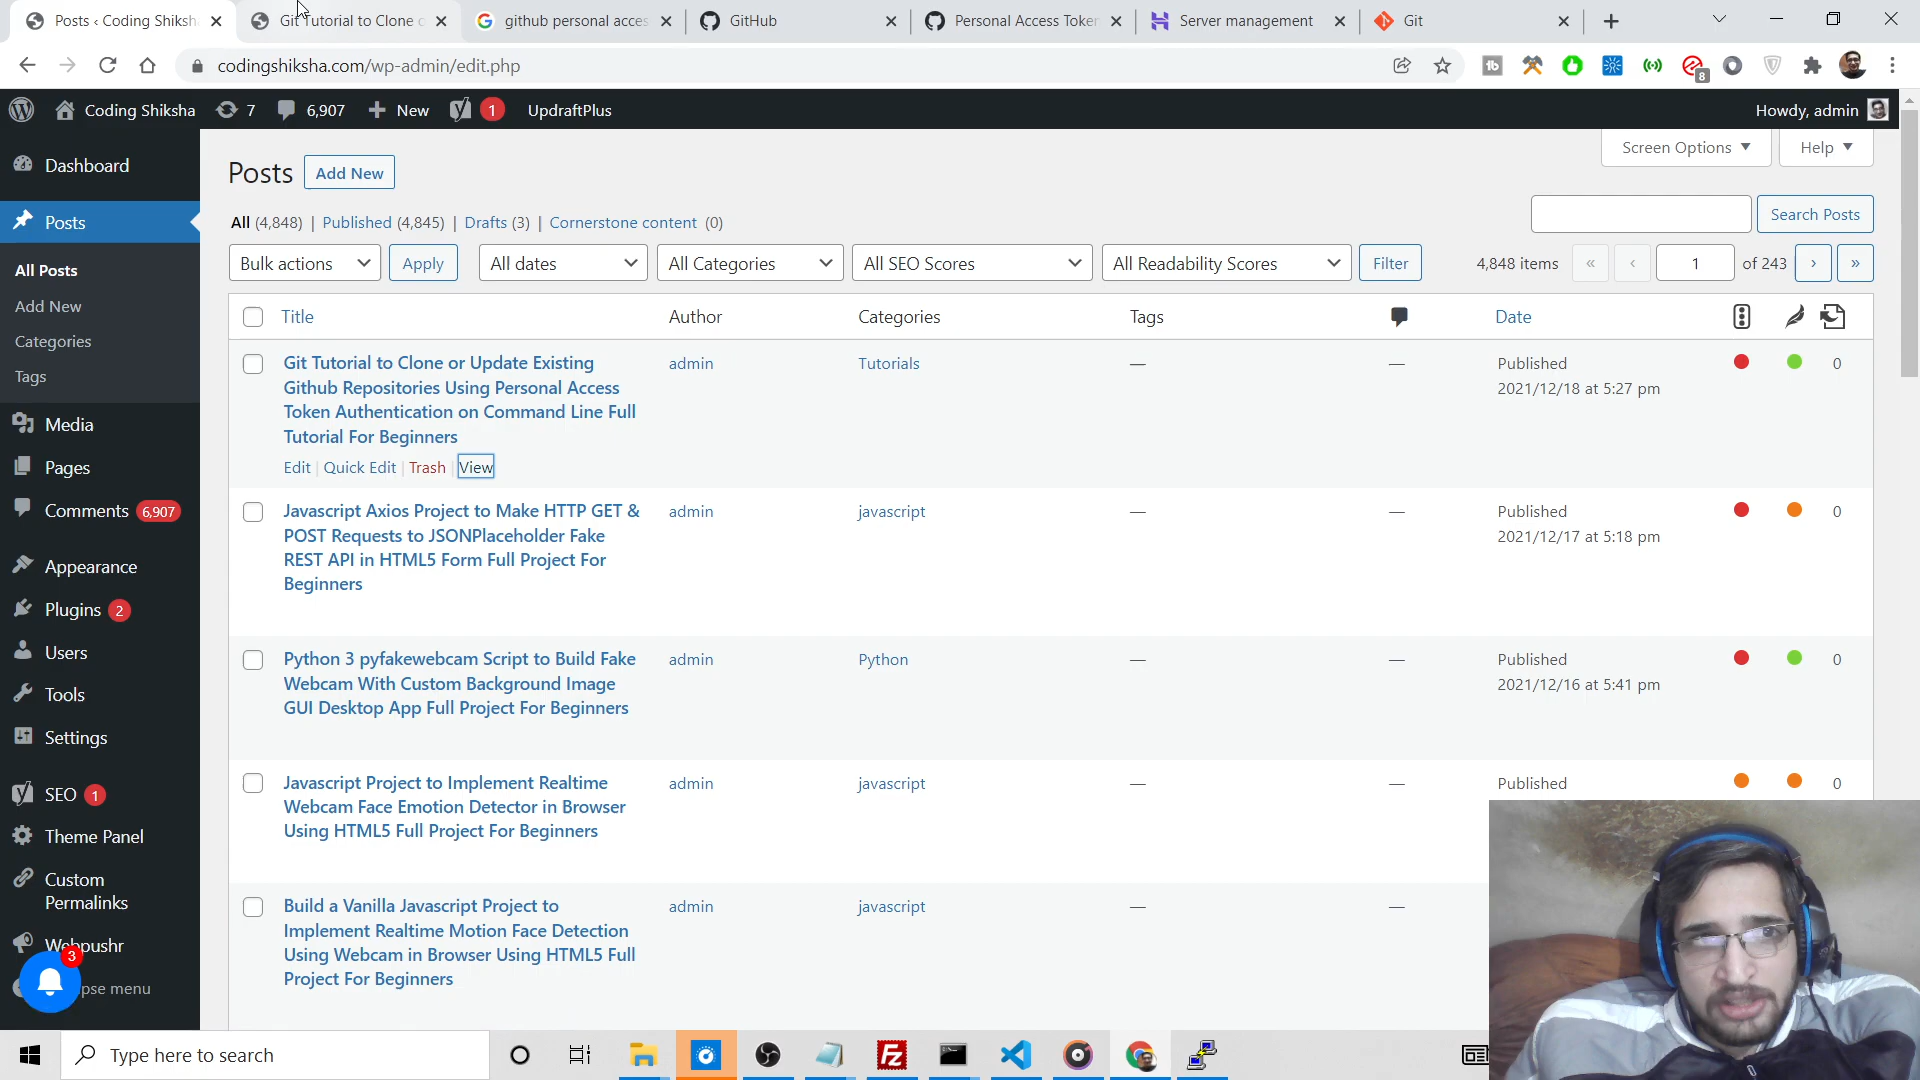 Posts ‹ Coding Shiksha
Git Tutorial to Clone o
github personal acces
GitHub
Personal Access Token
Server management
Git
codingshiksha.com/wp-admin/edit.php
8
Coding Shiksha
7
6,907
New
1
UpdraftPlus
Howdy, admin
Dashboard
Posts
All Posts
Add New
Categories
Tags
Media
Pages
Comments 6,907
Appearance
Plugins 2
Users
Tools
Settings
SEO 1
Theme Panel
Custom
Permalinks
Webpushr
3
pse menu
Posts
Add New
Screen Options
Help
All (4,848) | Published (4,845) | Drafts (3) | Cornerstone content (0)
Search Posts
Bulk actions
Apply
All dates
All Categories
All SEO Scores
All Readability Scores
Filter
4,848 items « ‹ 1 of 243 › »
Title
Author
Categories
Tags
Date
Git Tutorial to Clone or Update Existing
Github Repositories Using Personal Access
Token Authentication on Command Line Full
Tutorial For Beginners
Edit | Quick Edit | Trash | View
admin
Tutorials
—
—
Published
2021/12/18 at 5:27 pm
0
Javascript Axios Project to Make HTTP GET &
POST Requests to JSONPlaceholder Fake
REST API in HTML5 Form Full Project For
Beginners
admin
javascript
—
—
Published
2021/12/17 at 5:18 pm
0
Python 3 pyfakewebcam Script to Build Fake
Webcam With Custom Background Image
GUI Desktop App Full Project For Beginners
admin
Python
—
—
Published
2021/12/16 at 5:41 pm
0
Javascript Project to Implement Realtime
Webcam Face Emotion Detector in Browser
Using HTML5 Full Project For Beginners
admin
javascript
—
—
Published
0
Build a Vanilla Javascript Project to
Implement Realtime Motion Face Detection
Using Webcam in Browser Using HTML5 Full
Project For Beginners
admin
javascript
—
—
Type here to search